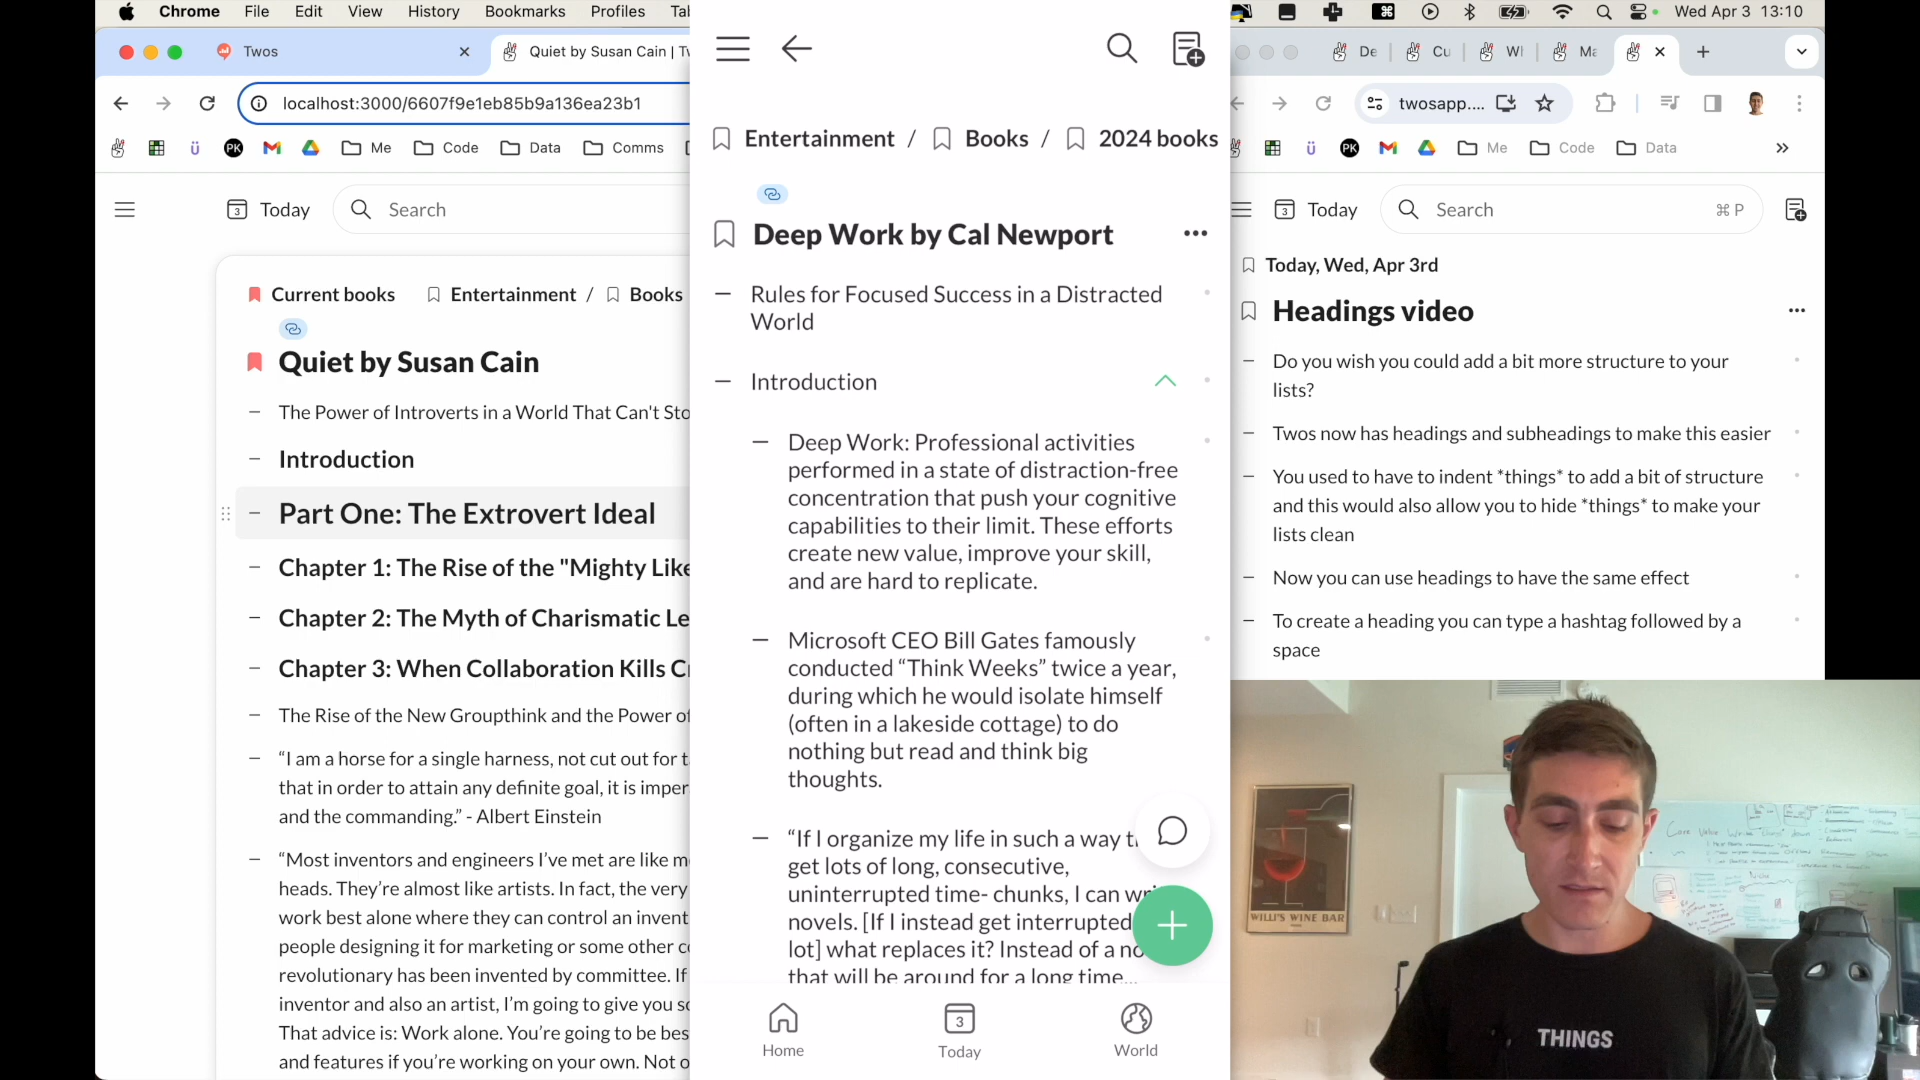 Chrome File Edit View History Bookmarks Profiles Ta
Wed Apr 3 13:10
Twos
Quiet by Susan Cain | Tw
localhost:3000/6607f9e1eb85b9a136ea23b1
Me Code Data Comms
Today Search
Current books Entertainment / Books
Quiet by Susan Cain
– The Power of Introverts in a World That Can't Sto
– Introduction
– Part One: The Extrovert Ideal
– Chapter 1: The Rise of the "Mighty Like
– Chapter 2: The Myth of Charismatic Le
– Chapter 3: When Collaboration Kills C
– The Rise of the New Groupthink and the Power of
– “I am a horse for a single harness, not cut out for t
that in order to attain any definite goal, it is imper
and the commanding.” - Albert Einstein
– “Most inventors and engineers I’ve met are like m
heads. They’re almost like artists. In fact, the very
work best alone where they can control an invent
people designing it for marketing or some other c
revolutionary has been invented by committee. If
inventor and also an artist, I’m going to give you s
That advice is: Work alone. You’re going to be bes
and features if you’re working on your own. Not o
Entertainment / Books / 2024 books
Deep Work by Cal Newport
– Rules for Focused Success in a Distracted
World
– Introduction
– Deep Work: Professional activities
performed in a state of distraction-free
concentration that push your cognitive
capabilities to their limit. These efforts
create new value, improve your skill,
and are hard to replicate.
– Microsoft CEO Bill Gates famously
conducted “Think Weeks” twice a year,
during which he would isolate himself
(often in a lakeside cottage) to do
nothing but read and think big
thoughts.
– “If I organize my life in such a way t
get lots of long, consecutive,
uninterrupted time- chunks, I can wr
novels. [If I instead get interrupted
lot] what replaces it? Instead of a no
that will be around for a long time...
Home 3 Today World
De Cu Wl Ma
twosapp....
PK Me Code Data »
3 Today Search ⌘ P
Today, Wed, Apr 3rd
Headings video
– Do you wish you could add a bit more structure to your
lists?
– Twos now has headings and subheadings to make this easier
– You used to have to indent *things* to add a bit of structure
and this would also allow you to hide *things* to make your
lists clean
– Now you can use headings to have the same effect
– To create a heading you can type a hashtag followed by a
space
WILLI'S WINE BAR
THINGS